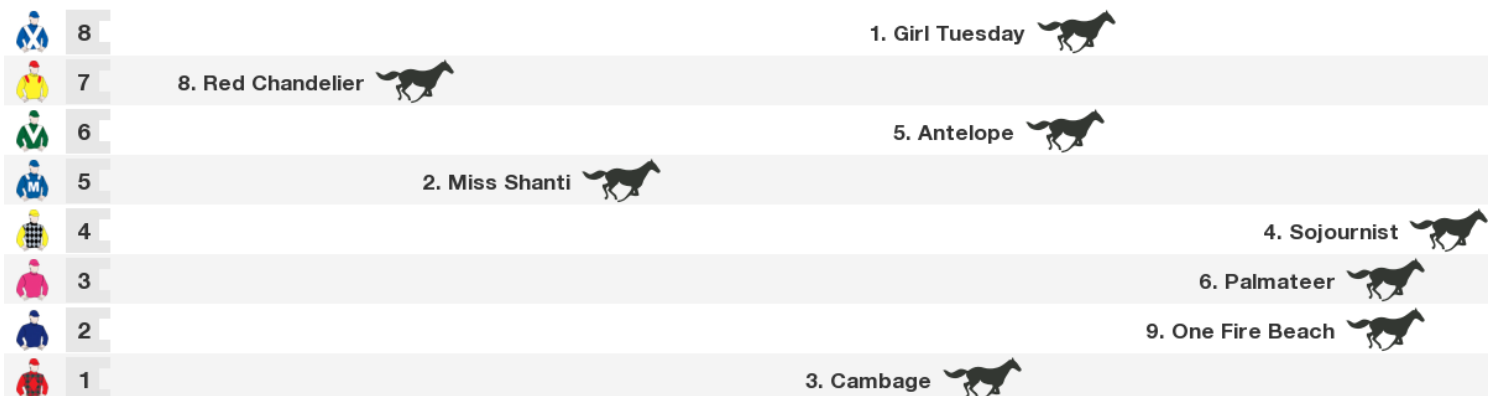 8 1. Girl Tuesday
7 8. Red Chandelier
6 5. Antelope
M 5 2. Miss Shanti
4 4. Sojournist
3 6. Palmateer
2 9. One Fire Beach
1 3. Cambage